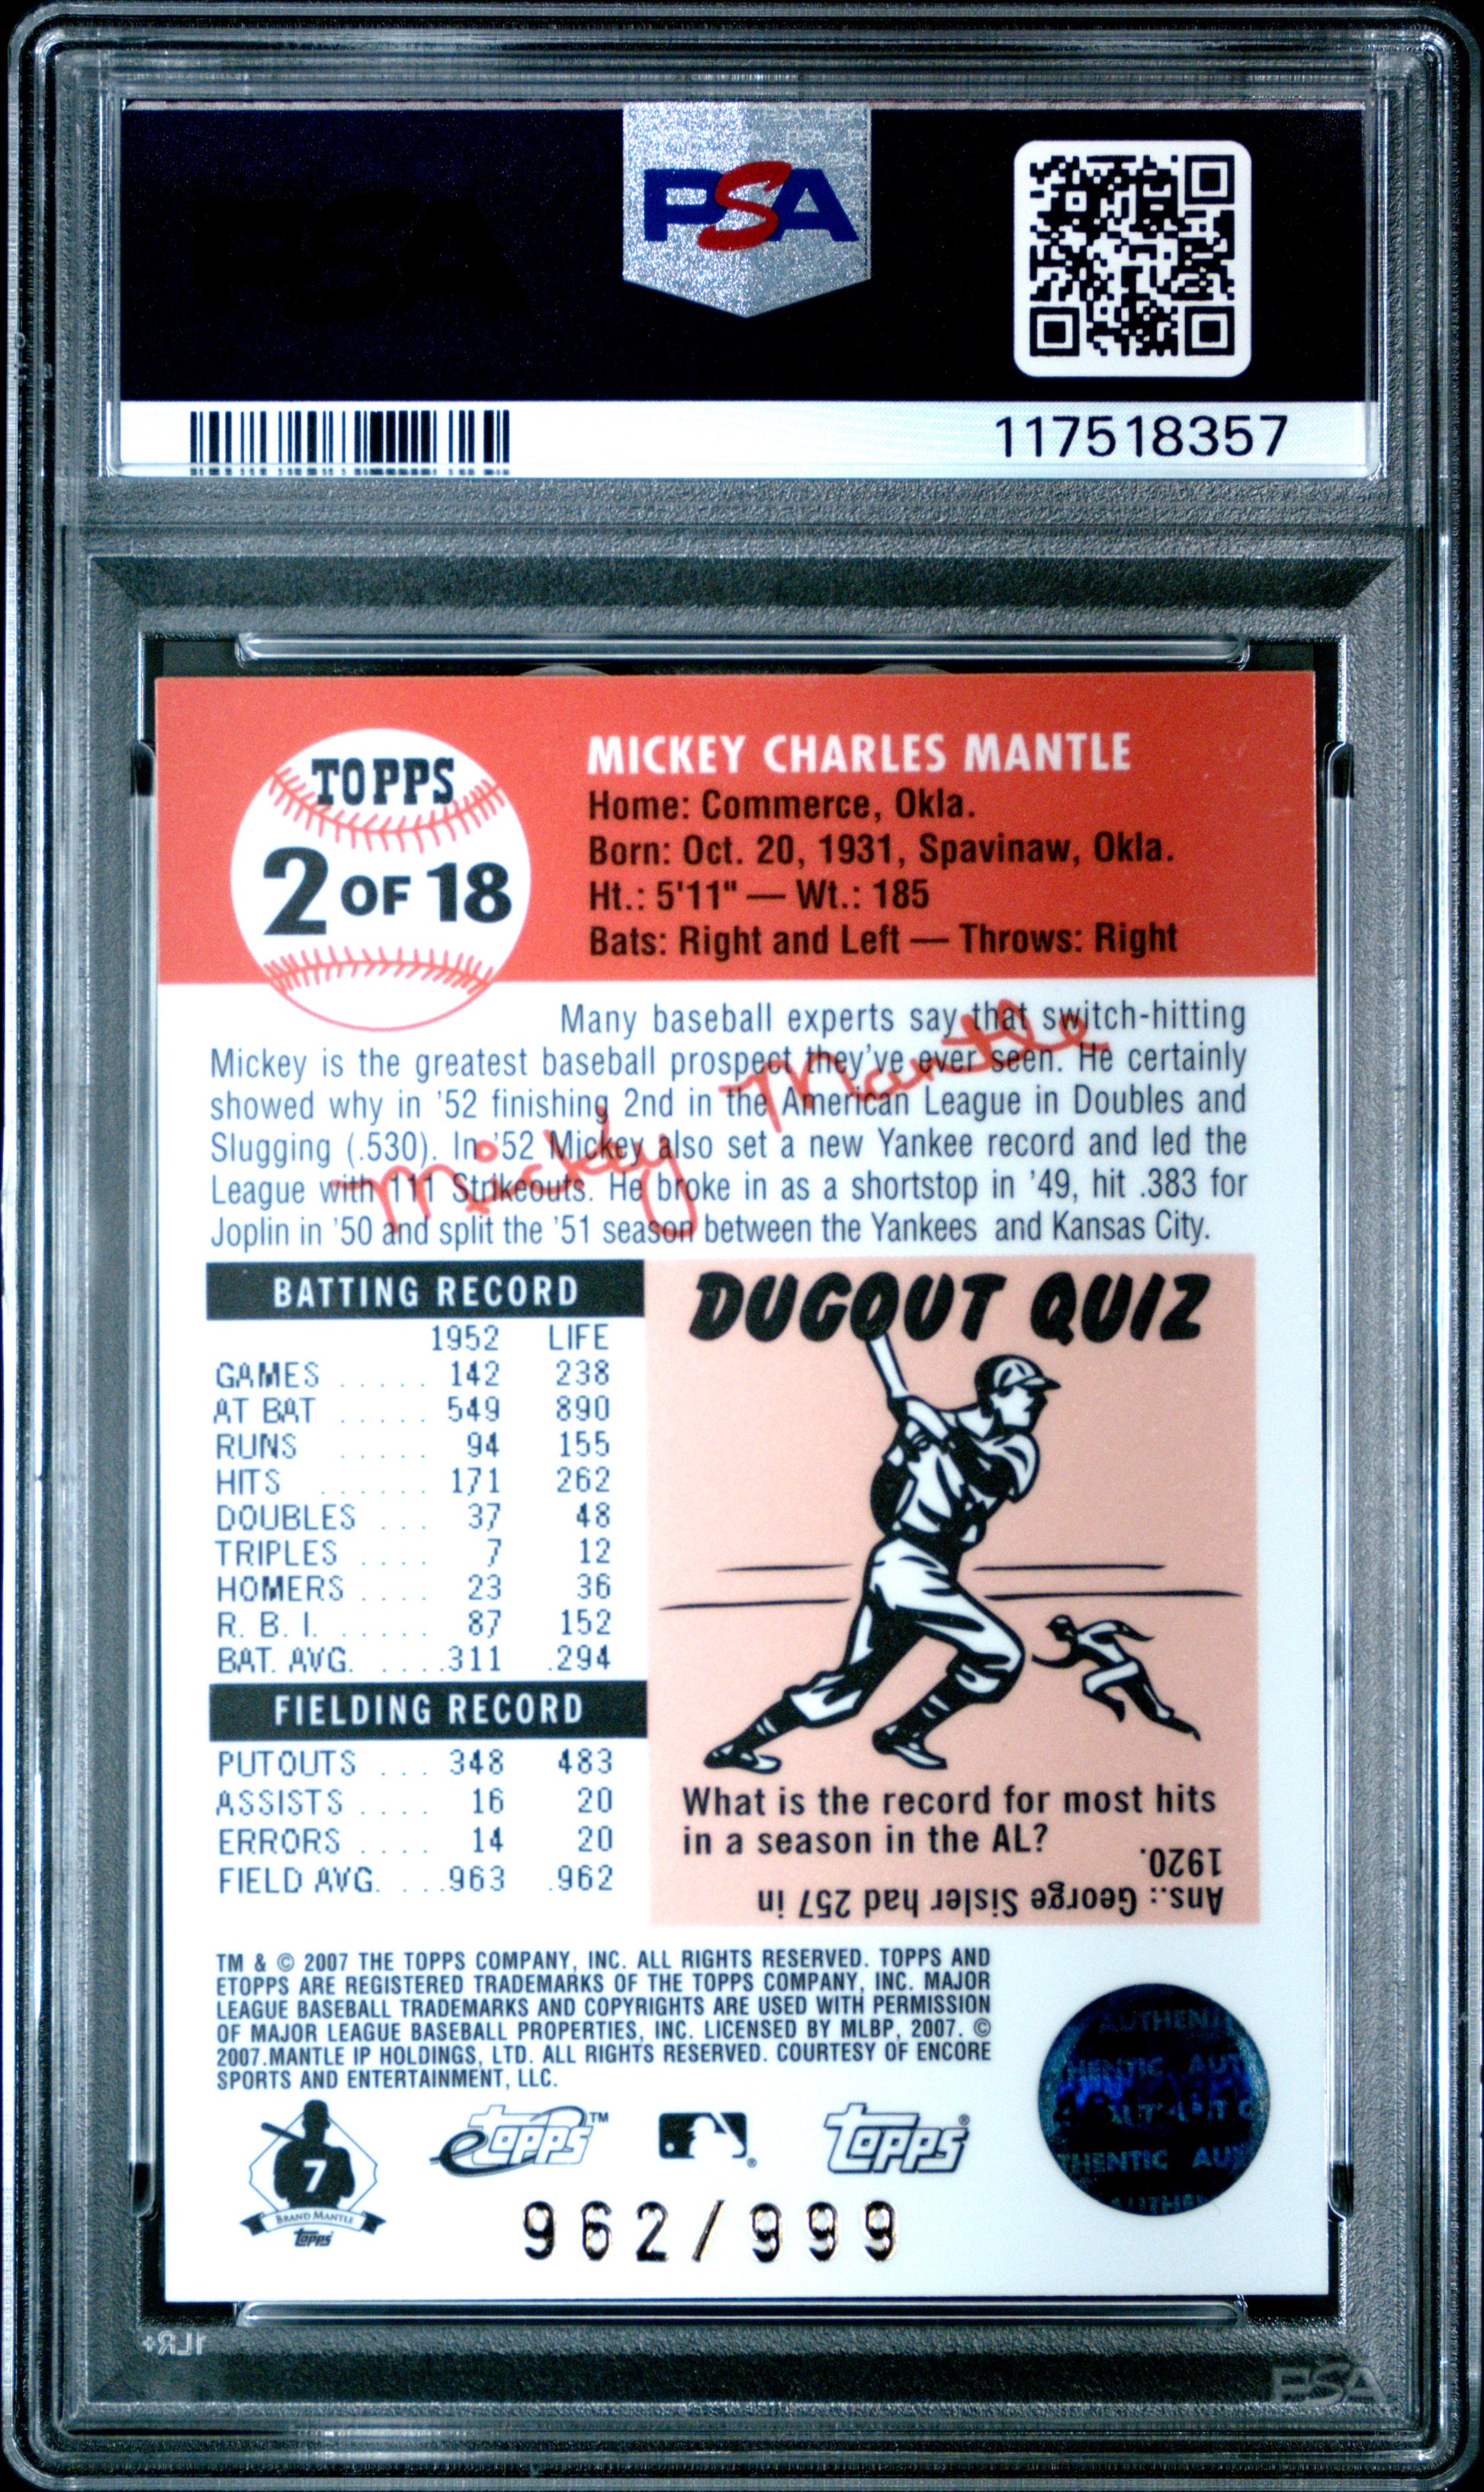 PSA
117518357
TOPPS
2 OF 18
MICKEY CHARLES MANTLE
Home: Commerce, Okla.
Born: Oct. 20, 1931, Spavinaw, Okla.
Ht.: 5'11" — Wt.: 185
Bats: Right and Left — Throws: Right
Many baseball experts say that switch-hitting
Mickey is the greatest baseball prospect they've ever seen. He certainly
showed why in '52 finishing 2nd in the American League in Doubles and
Slugging (.530). In '52 Mickey also set a new Yankee record and led the
League with 111 Strikeouts. He broke in as a shortstop in '49, hit .383 for
Joplin in '50 and split the '51 season between the Yankees and Kansas City.
Mickey Mantle
BATTING RECORD
1952 LIFE
GAMES ..... 142 238
AT BAT ..... 549 890
RUNS ..... 94 155
HITS ...... 171 262
DOUBLES ... 37 48
TRIPLES .... 7 12
HOMERS .... 23 36
R. B. I. ..... 87 152
BAT. AVG. ....311 .294
FIELDING RECORD
PUTOUTS ... 348 483
ASSISTS .... 16 20
ERRORS .... 14 20
FIELD AVG. ...963 .962
DUGOUT QUIZ
What is the record for most hits
in a season in the AL?
Ans.: George Sisler had 257 in
1920.
TM & © 2007 THE TOPPS COMPANY, INC. ALL RIGHTS RESERVED. TOPPS AND
ETOPPS ARE REGISTERED TRADEMARKS OF THE TOPPS COMPANY, INC. MAJOR
LEAGUE BASEBALL TRADEMARKS AND COPYRIGHTS ARE USED WITH PERMISSION
OF MAJOR LEAGUE BASEBALL PROPERTIES, INC. LICENSED BY MLBP, 2007. ©
2007.MANTLE IP HOLDINGS, LTD. ALL RIGHTS RESERVED. COURTESY OF ENCORE
SPORTS AND ENTERTAINMENT, LLC.
7
BRAND MANTLE
Topps
eTopps™
Topps®
962/999
PSA